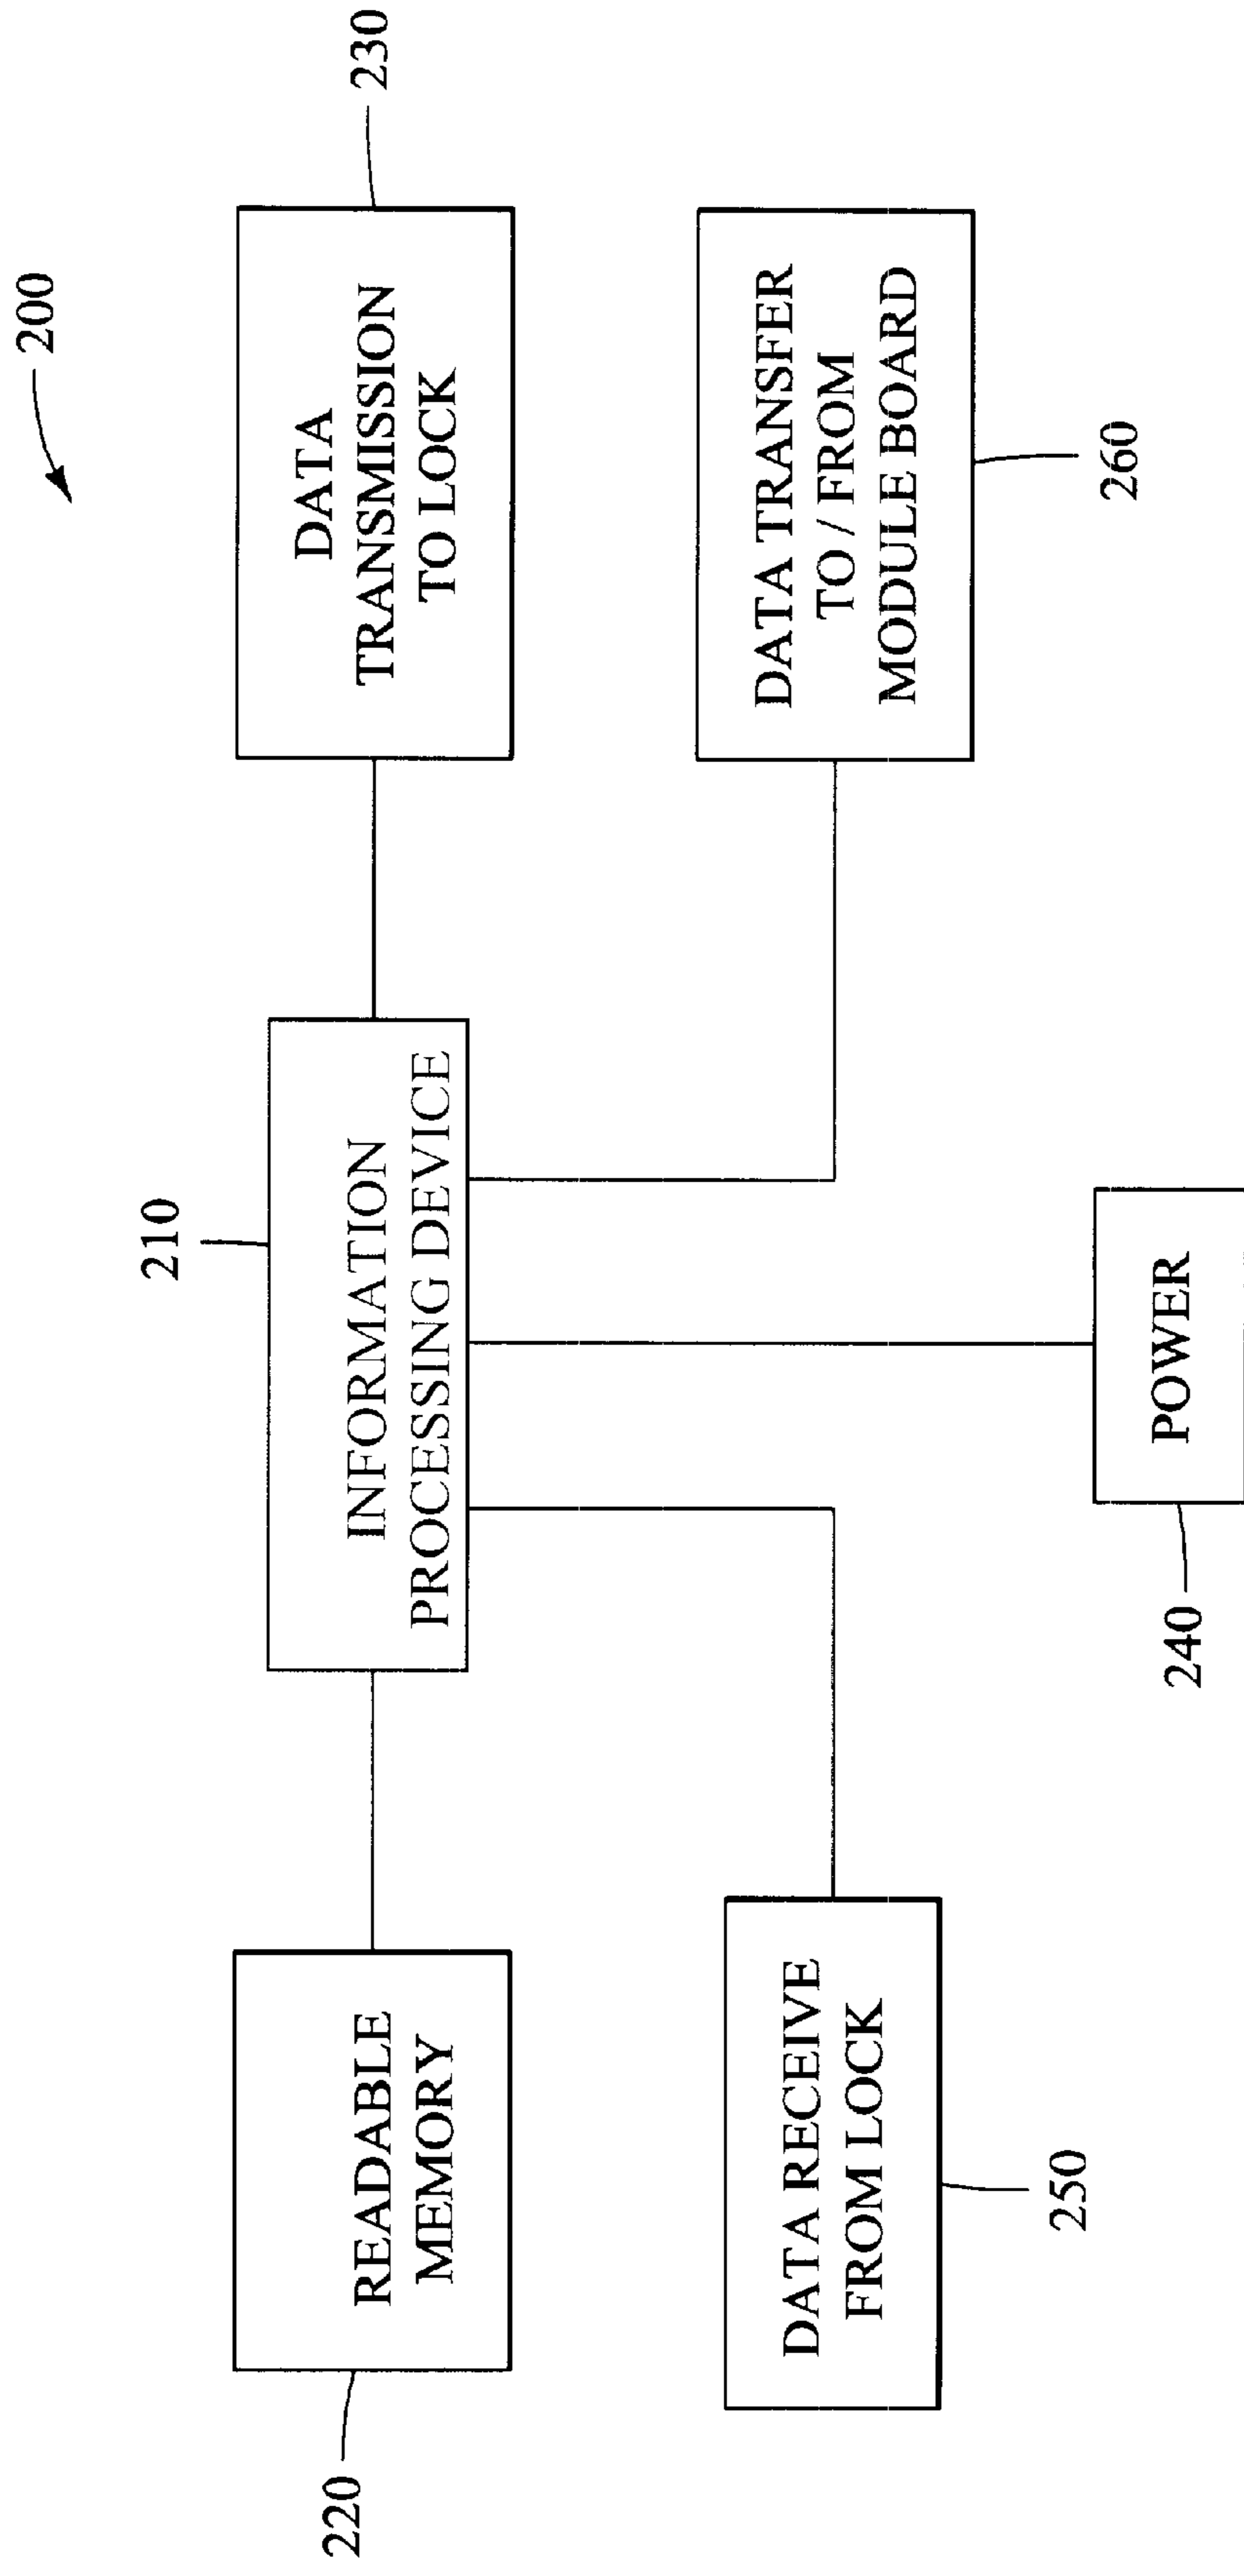 200
210
230
INFORMATION
PROCESSING DEVICE
DATA
TRANSMISSION
TO LOCK
220
READABLE
MEMORY
DATA RECEIVE
FROM LOCK
250
DATA TRANSFER
TO / FROM
MODULE BOARD
260
240
POWER